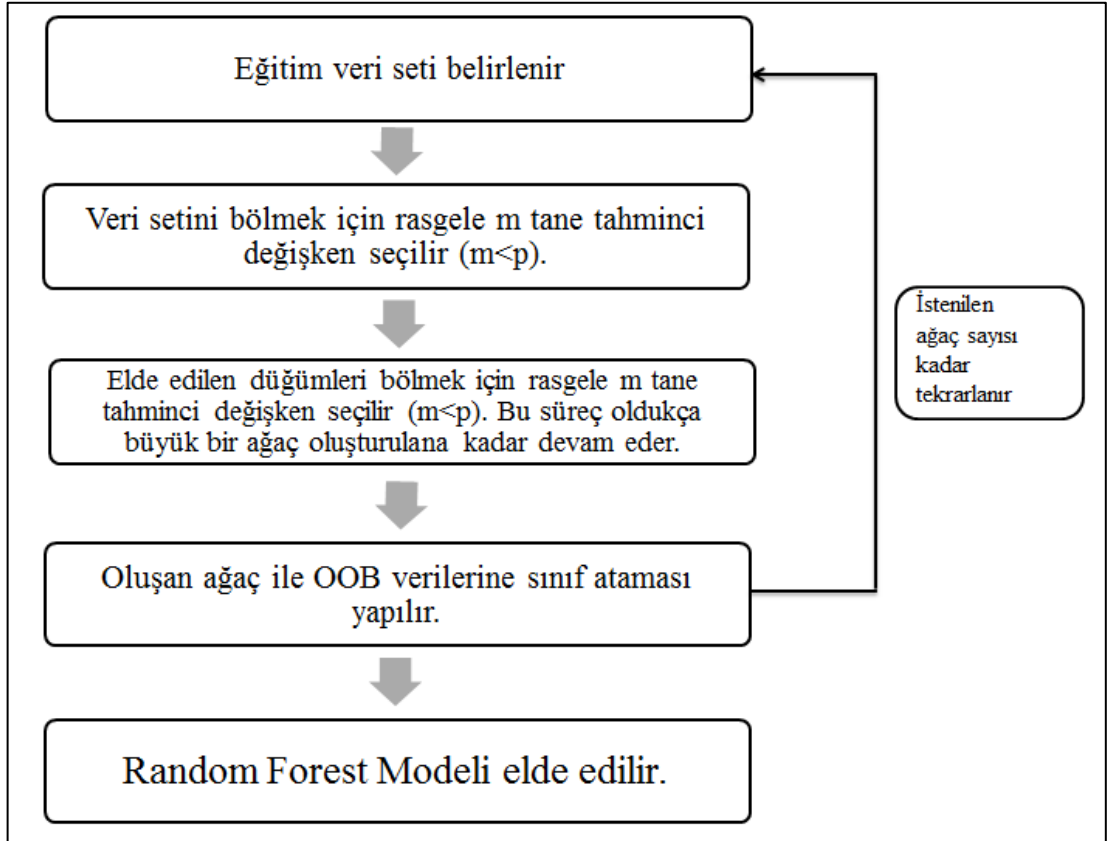 Eğitim veri seti belirlenir
Veri setini bölmek için rasgele m tane tahminci
değişken seçilir (m<p).
Elde edilen düğümleri bölmek için rasgele m tane
tahminci değişken seçilir (m<p). Bu süreç oldukça
büyük bir ağaç oluşturulana kadar devam eder.
Oluşan ağaç ile OOB verilerine sınıf ataması
yapılır.
İstenilen
ağaç sayısı
kadar
tekrarlanır
Random Forest Modeli elde edilir.